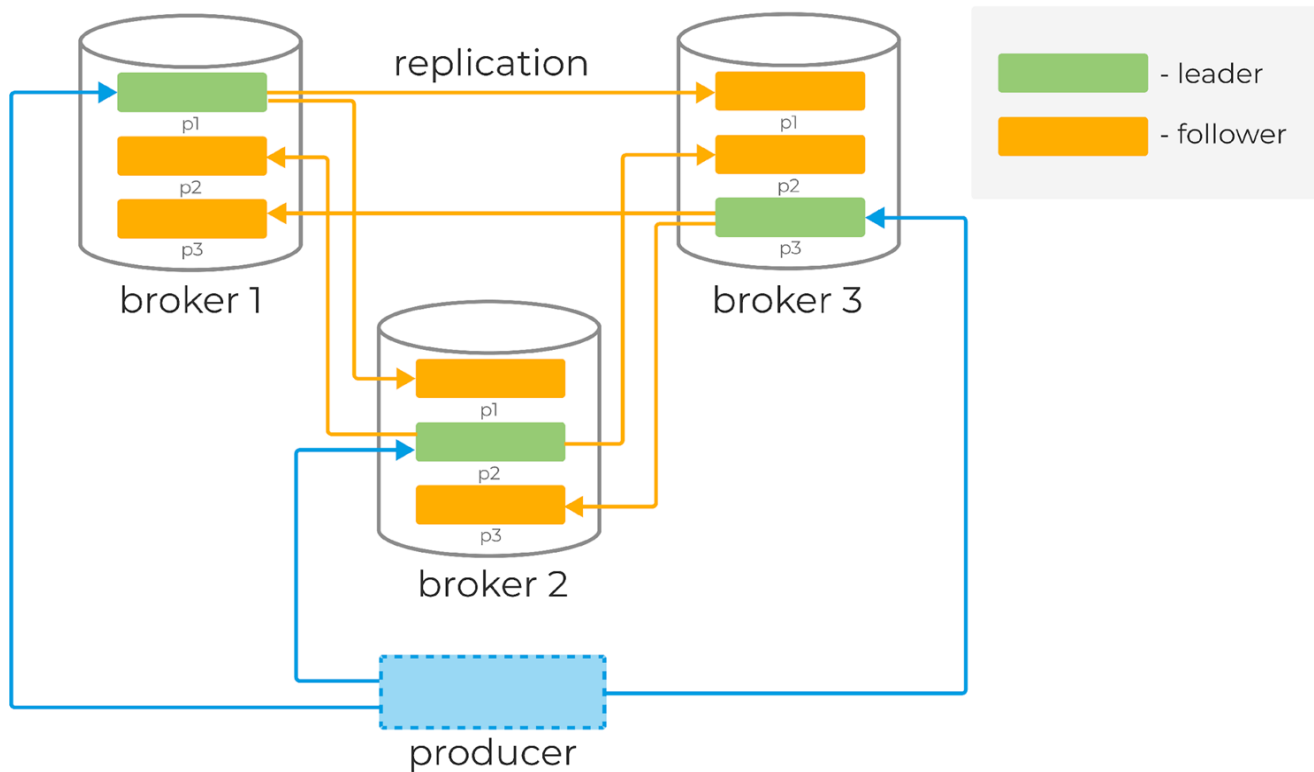 replication
p1
p2
p3
broker 1
p1
p2
p3
broker 3
- leader
- follower
p1
p2
p3
broker 2
producer